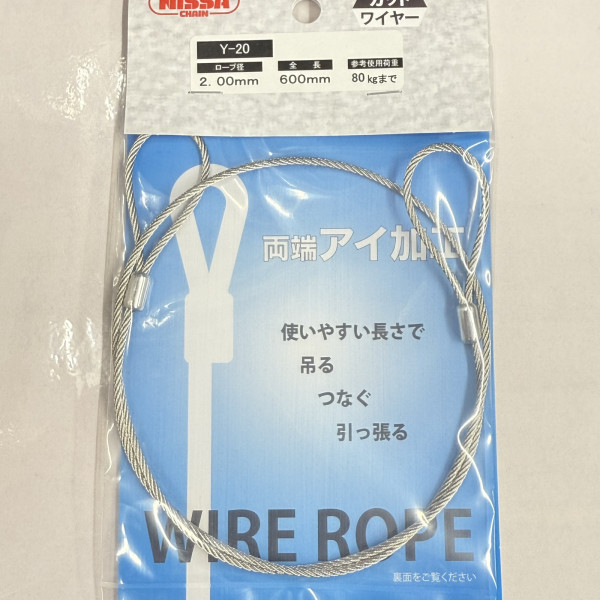 NISSA
CHAIN
カット
ワイヤー
Y-20
ロープ径
全長
参考使用荷重
2.00mm
600mm
80kgまで
両端アイ加工
使いやすい長さで
吊る
つなぐ
引っ張る
WIRE ROPE
裏面をご覧ください